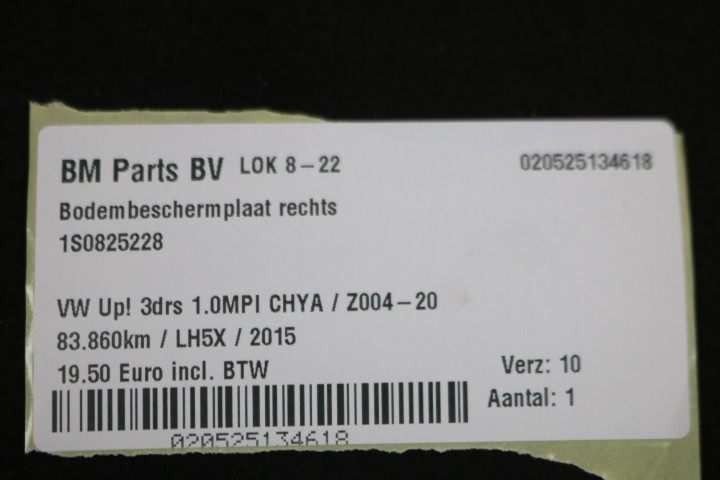 BM Parts BV LOK 8-22 020525134618
Bodembeschermplaat rechts
1S0825228
VW Up! 3drs 1.0MPI CHYA / Z004-20
83.860km / LH5X / 2015
19.50 Euro incl. BTW Verz: 10
Aantal: 1
020525134618